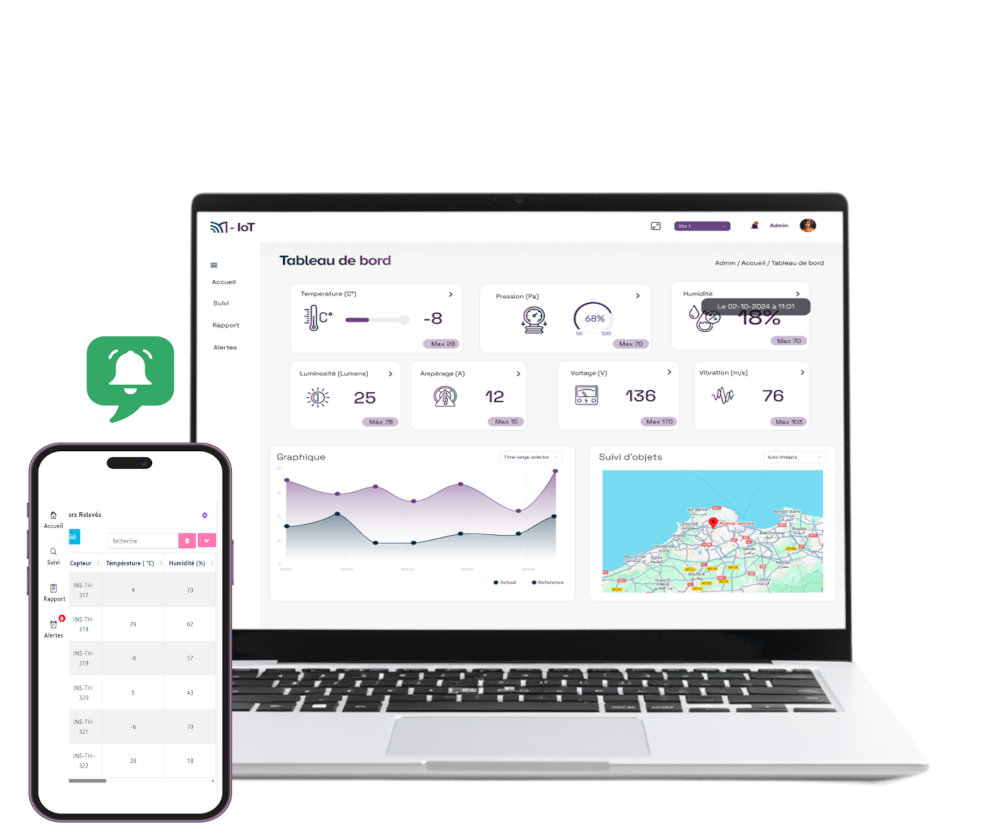 M - IoT
Site 1
Admin
Tableau de bord
Admin / Accueil / Tableau de bord
Accueil
Suivi
Rapport
Alertes
Temperature (C°)
C°
-8
Max 28
Pression (Pa)
68%
Max 70
Humidité
Le 02-10-2024 à 11:01
18%
Max 70
Luminosité (Lumens)
25
Max 78
Ampérage (A)
12
Max 15
Voltage (V)
136
Max 170
Vibration (m/s)
76
Max 103
Graphique
Time range selector
Actual
Reference
Suivi d'objets
Suivi d'objets
ors Relevés
Accueil
Suivi
Rapport
Alertes
Recherche
Capteur Température ( °C) Humidité (%)
INS-TH-
317 4 70
INS-TH-
318 29 62
INS-TH-
319 -8 57
INS-TH-
320 5 43
INS-TH-
321 -6 70
INS-TH-
322 28 18